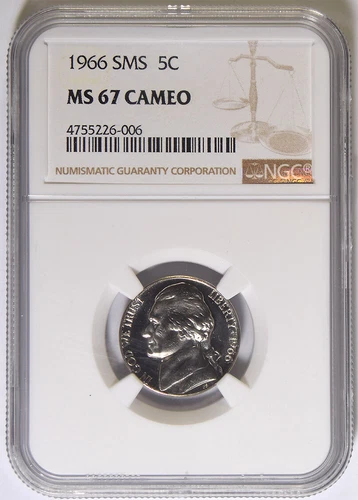 1966 SMS 5C
MS 67 CAMEO
4755226-006
NUMISMATIC GUARANTY CORPORATION
NGC®
IN GOD WE TRUST
LIBERTY 1966